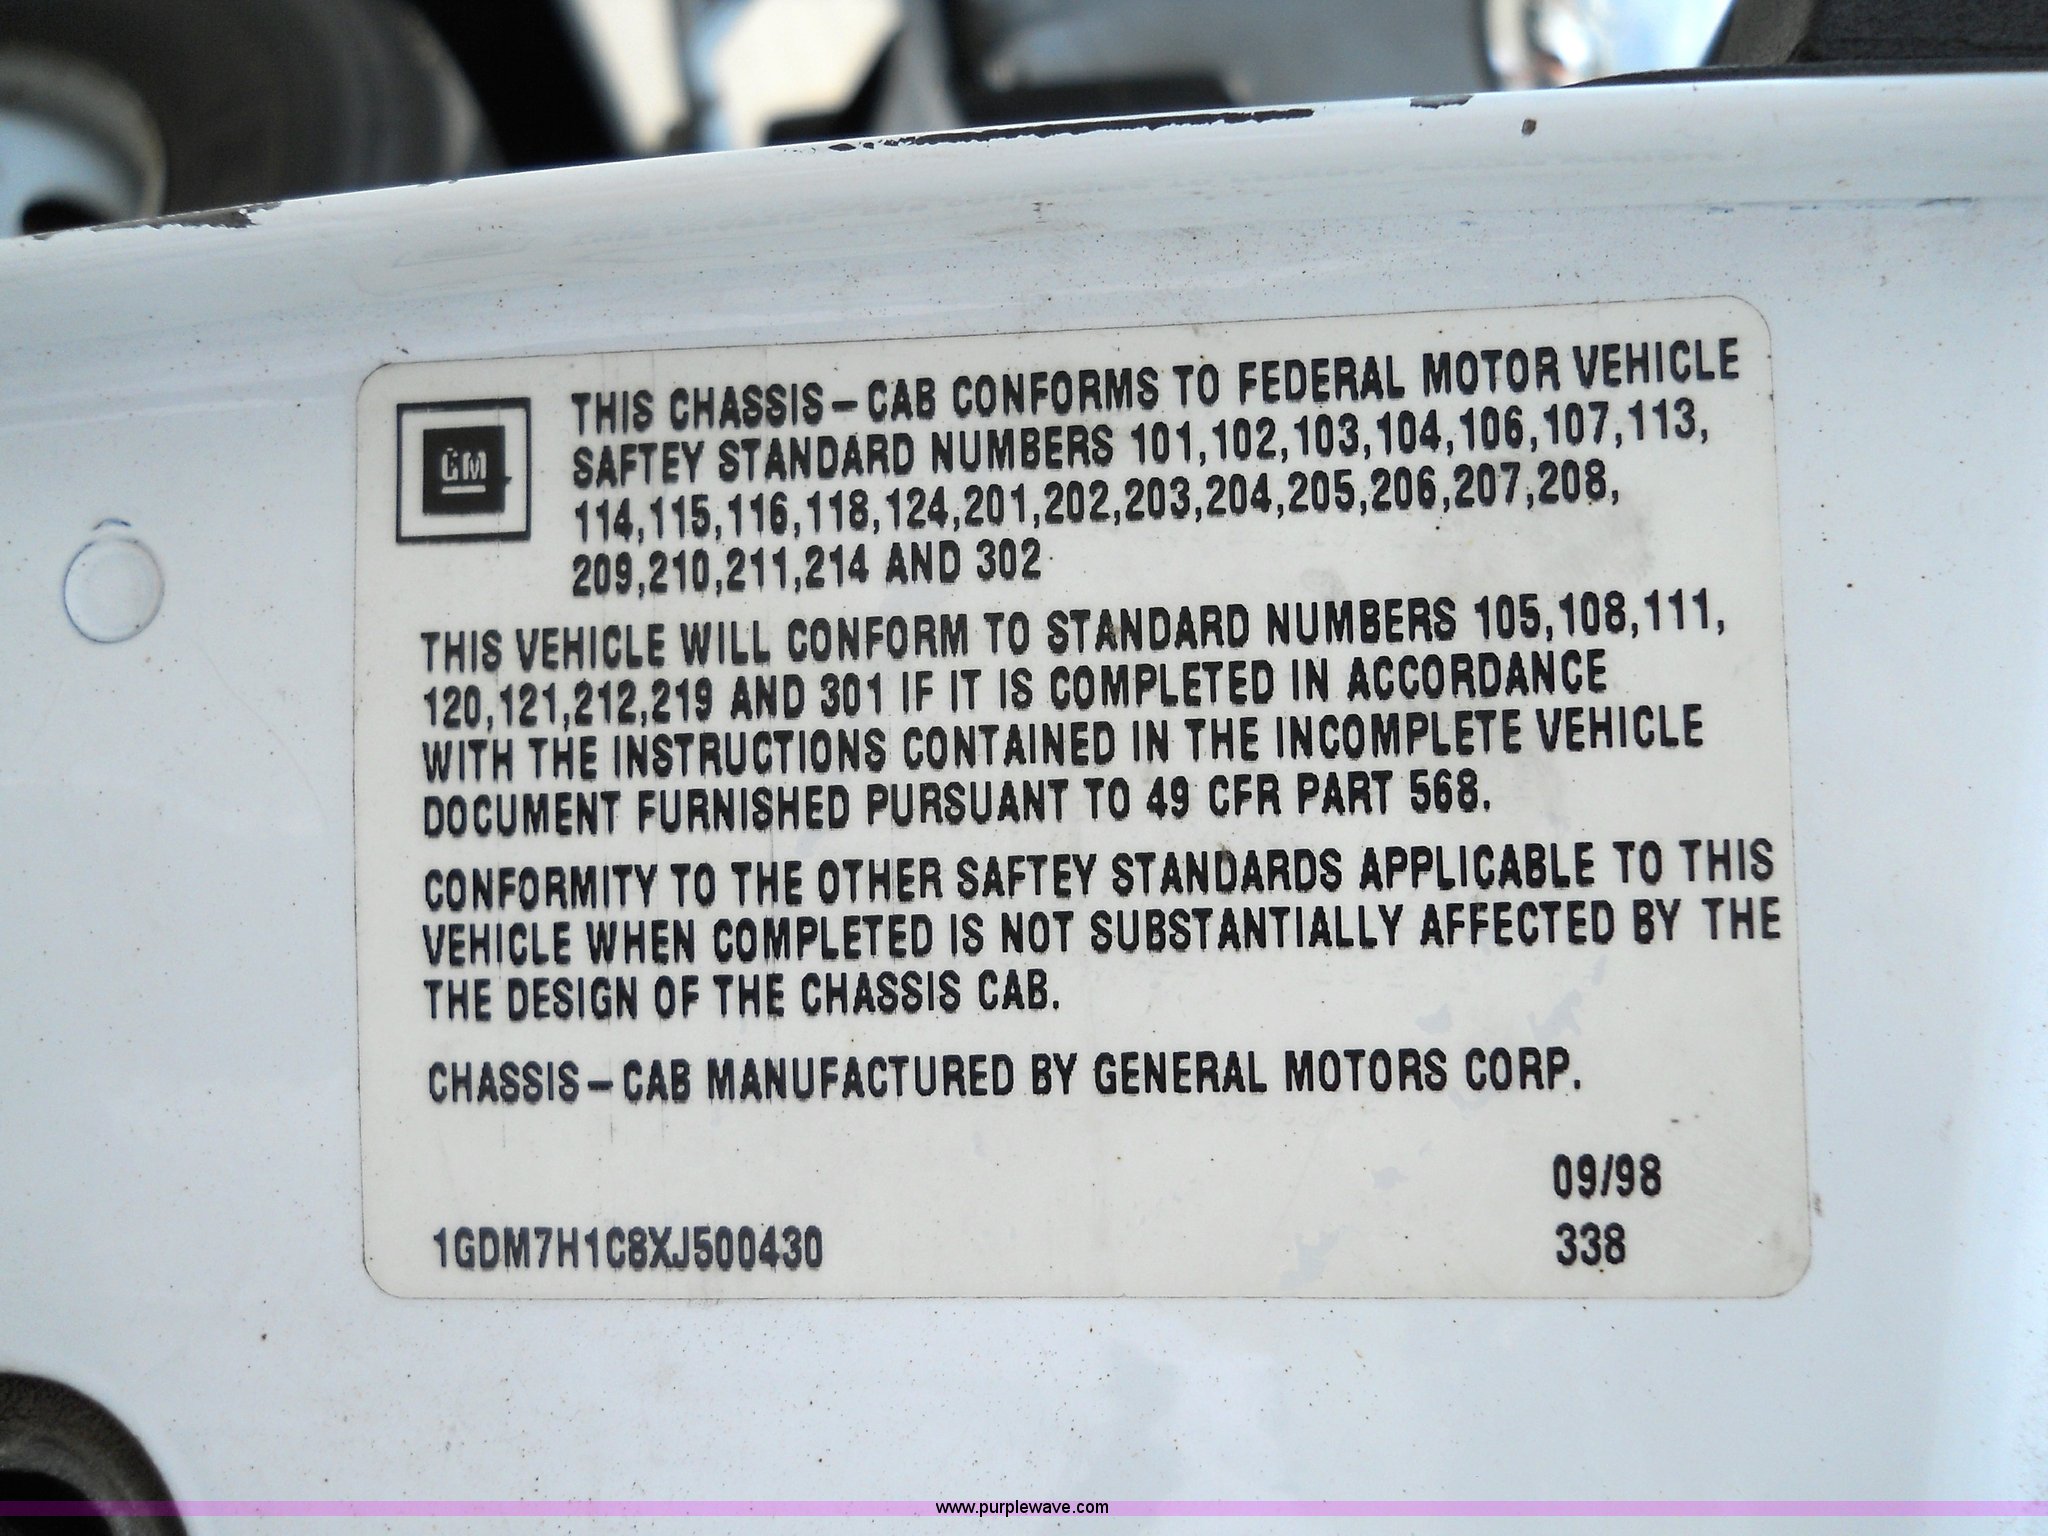 GM
THIS CHASSIS-CAB CONFORMS TO FEDERAL MOTOR VEHICLE
SAFTEY STANDARD NUMBERS 101,102,103,104,106,107,113,
114,115,116,118,124,201,202,203,204,205,206,207,208,
209,210,211,214 AND 302
THIS VEHICLE WILL CONFORM TO STANDARD NUMBERS 105,108,111,
120,121,212,219 AND 301 IF IT IS COMPLETED IN ACCORDANCE
WITH THE INSTRUCTIONS CONTAINED IN THE INCOMPLETE VEHICLE
DOCUMENT FURNISHED PURSUANT TO 49 CFR PART 568.
CONFORMITY TO THE OTHER SAFTEY STANDARDS APPLICABLE TO THIS
VEHICLE WHEN COMPLETED IS NOT SUBSTANTIALLY AFFECTED BY THE
THE DESIGN OF THE CHASSIS CAB.
CHASSIS-CAB MANUFACTURED BY GENERAL MOTORS CORP.
09/98
1GDM7H1C8XJ500430 338
www.purplewave.com